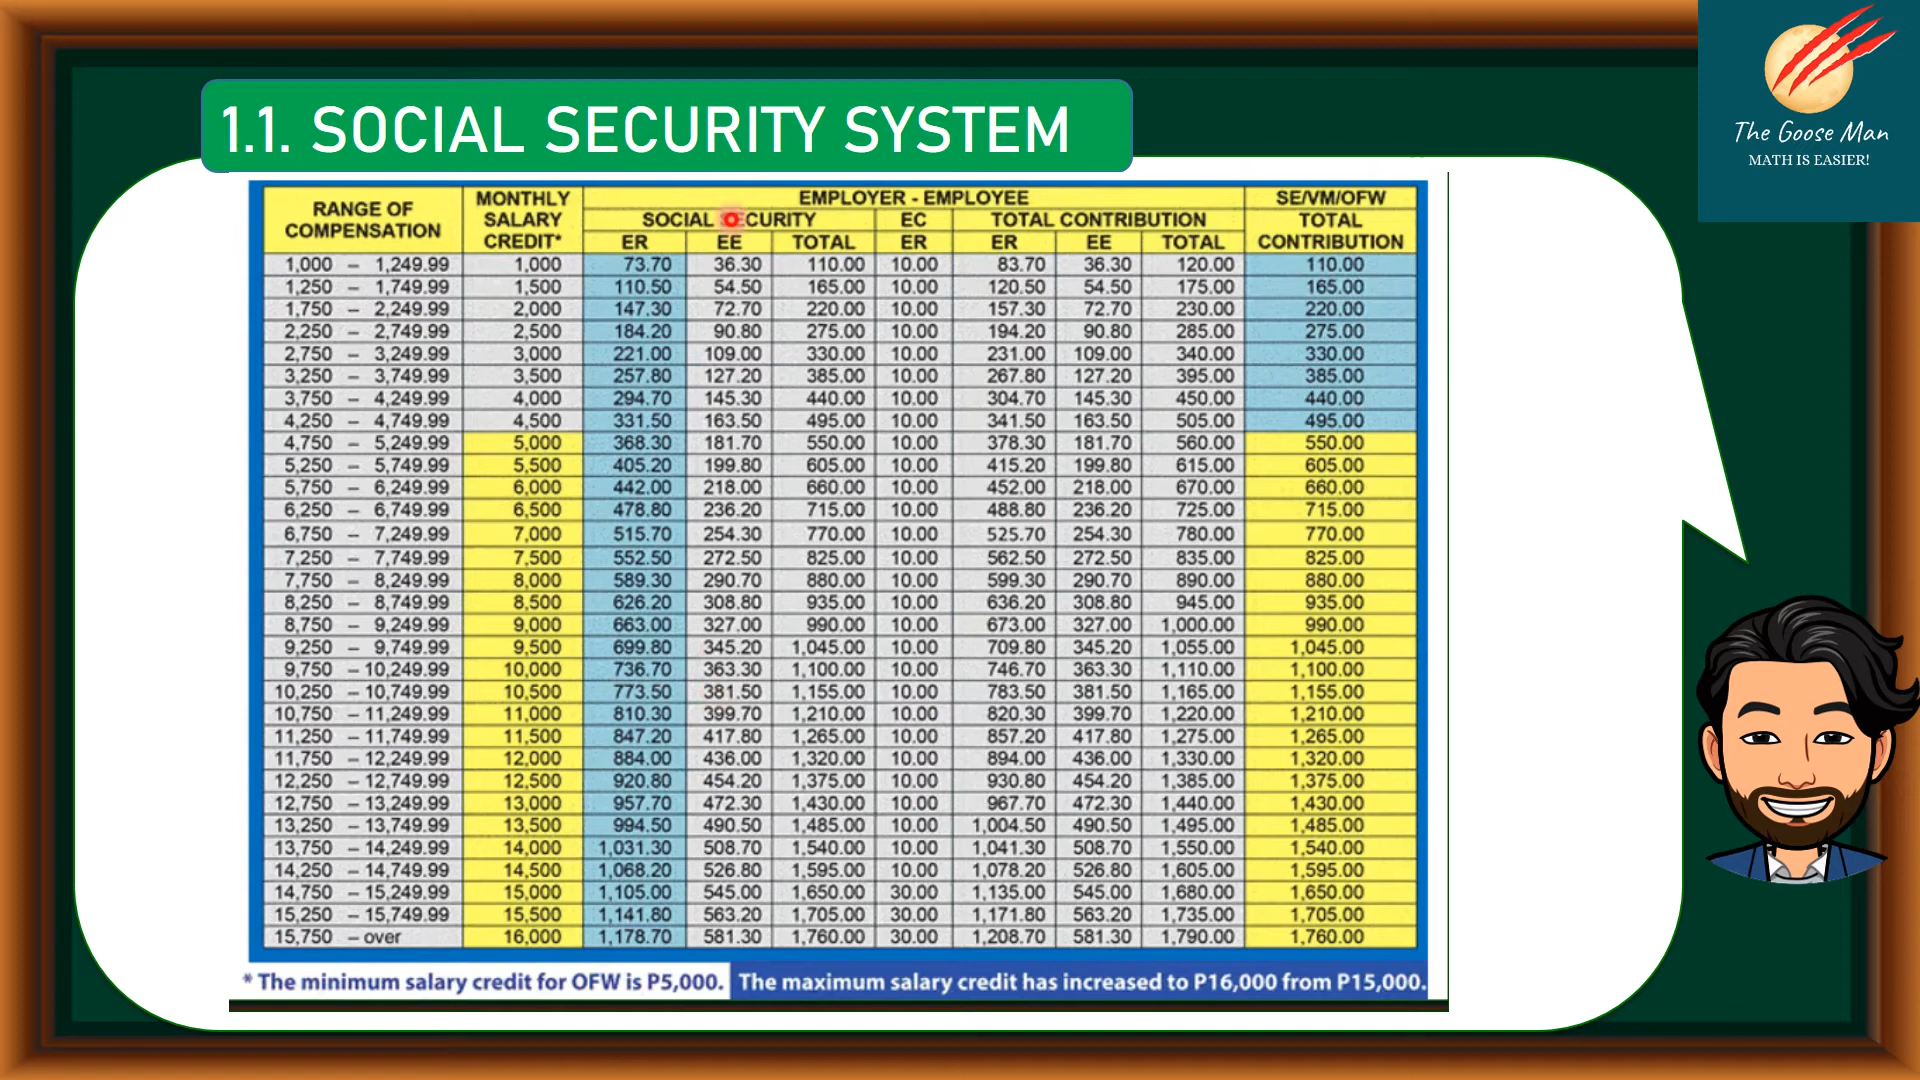 1.1. SOCIAL SECURITY SYSTEM
The Goose Man
MATH IS EASIER!
RANGE OF COMPENSATION MONTHLY SALARY CREDIT* EMPLOYER - EMPLOYEE SE/VM/OFW TOTAL CONTRIBUTION
SOCIAL SECURITY EC TOTAL CONTRIBUTION
ER EE TOTAL ER ER EE TOTAL
1,000 – 1,249.99 1,000 73.70 36.30 110.00 10.00 83.70 36.30 120.00 110.00
1,250 – 1,749.99 1,500 110.50 54.50 165.00 10.00 120.50 54.50 175.00 165.00
1,750 – 2,249.99 2,000 147.30 72.70 220.00 10.00 157.30 72.70 230.00 220.00
2,250 – 2,749.99 2,500 184.20 90.80 275.00 10.00 194.20 90.80 285.00 275.00
2,750 – 3,249.99 3,000 221.00 109.00 330.00 10.00 231.00 109.00 340.00 330.00
3,250 – 3,749.99 3,500 257.80 127.20 385.00 10.00 267.80 127.20 395.00 385.00
3,750 – 4,249.99 4,000 294.70 145.30 440.00 10.00 304.70 145.30 450.00 440.00
4,250 – 4,749.99 4,500 331.50 163.50 495.00 10.00 341.50 163.50 505.00 495.00
4,750 – 5,249.99 5,000 368.30 181.70 550.00 10.00 378.30 181.70 560.00 550.00
5,250 – 5,749.99 5,500 405.20 199.80 605.00 10.00 415.20 199.80 615.00 605.00
5,750 – 6,249.99 6,000 442.00 218.00 660.00 10.00 452.00 218.00 670.00 660.00
6,250 – 6,749.99 6,500 478.80 236.20 715.00 10.00 488.80 236.20 725.00 715.00
6,750 – 7,249.99 7,000 515.70 254.30 770.00 10.00 525.70 254.30 780.00 770.00
7,250 – 7,749.99 7,500 552.50 272.50 825.00 10.00 562.50 272.50 835.00 825.00
7,750 – 8,249.99 8,000 589.30 290.70 880.00 10.00 599.30 290.70 890.00 880.00
8,250 – 8,749.99 8,500 626.20 308.80 935.00 10.00 636.20 308.80 945.00 935.00
8,750 – 9,249.99 9,000 663.00 327.00 990.00 10.00 673.00 327.00 1,000.00 990.00
9,250 – 9,749.99 9,500 699.80 345.20 1,045.00 10.00 709.80 345.20 1,055.00 1,045.00
9,750 – 10,249.99 10,000 736.70 363.30 1,100.00 10.00 746.70 363.30 1,110.00 1,100.00
10,250 – 10,749.99 10,500 773.50 381.50 1,155.00 10.00 783.50 381.50 1,165.00 1,155.00
10,750 – 11,249.99 11,000 810.30 399.70 1,210.00 10.00 820.30 399.70 1,220.00 1,210.00
11,250 – 11,749.99 11,500 847.20 417.80 1,265.00 10.00 857.20 417.80 1,275.00 1,265.00
11,750 – 12,249.99 12,000 884.00 436.00 1,320.00 10.00 894.00 436.00 1,330.00 1,320.00
12,250 – 12,749.99 12,500 920.80 454.20 1,375.00 10.00 930.80 454.20 1,385.00 1,375.00
12,750 – 13,249.99 13,000 957.70 472.30 1,430.00 10.00 967.70 472.30 1,440.00 1,430.00
13,250 – 13,749.99 13,500 994.50 490.50 1,485.00 10.00 1,004.50 490.50 1,495.00 1,485.00
13,750 – 14,249.99 14,000 1,031.30 508.70 1,540.00 10.00 1,041.30 508.70 1,550.00 1,540.00
14,250 – 14,749.99 14,500 1,068.20 526.80 1,595.00 10.00 1,078.20 526.80 1,605.00 1,595.00
14,750 – 15,249.99 15,000 1,105.00 545.00 1,650.00 30.00 1,135.00 545.00 1,680.00 1,650.00
15,250 – 15,749.99 15,500 1,141.80 563.20 1,705.00 30.00 1,171.80 563.20 1,735.00 1,705.00
15,750 – over 16,000 1,178.70 581.30 1,760.00 30.00 1,208.70 581.30 1,790.00 1,760.00
* The minimum salary credit for OFW is P5,000. The maximum salary credit has increased to P16,000 from P15,000.